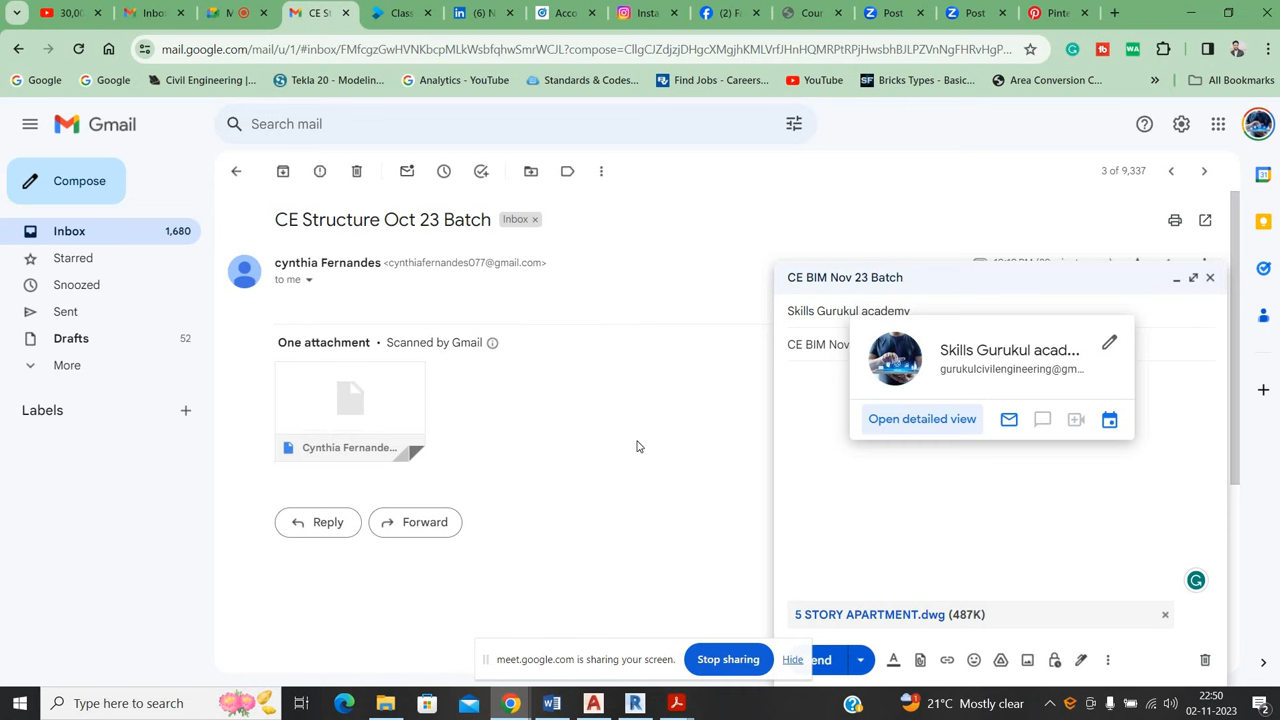 30,00
Inbox
M
CE St
Class
(6) N
Acco
Insta
(2) F
Cour
Post
Post
Pinte
mail.google.com/mail/u/1/#inbox/FMfcgzGwHVNKbcpMLkWsbfqhwSmrWCJL?compose=CllgCJZdjzjDHgcXMgjhKMLVrfJHnHQMRPtRPjHwsbhBJLPZVnNgFHRvHgP...
Google
Google
Civil Engineering |...
Tekla 20 - Modelin...
Analytics - YouTube
Standards & Codes...
Find Jobs - Careers...
YouTube
Bricks Types - Basic...
Area Conversion C...
»
All Bookmarks
Gmail
Search mail
Compose
3 of 9,337
Inbox 1,680
Starred
Snoozed
Sent
Drafts 52
More
Labels
CE Structure Oct 23 Batch Inbox ×
cynthia Fernandes <cynthiafernandes077@gmail.com>
to me
One attachment • Scanned by Gmail
Cynthia Fernande...
Reply
Forward
CE BIM Nov 23 Batch
Skills Gurukul academy
CE BIM Nov
Skills Gurukul acad...
gurukulcivilengineering@gm...
Open detailed view
5 STORY APARTMENT.dwg (487K)
end
meet.google.com is sharing your screen.
Stop sharing
Hide
Type here to search
21°C Mostly clear
22:50
02-11-2023
2